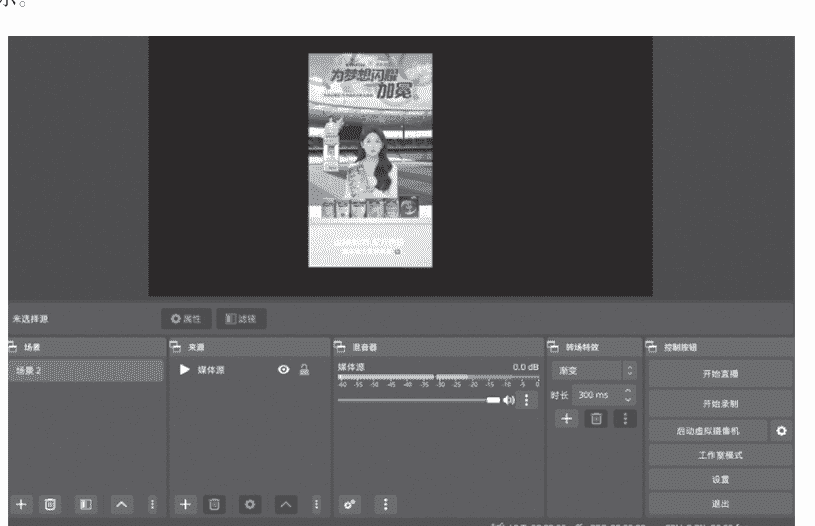 示。
为梦想闪耀
加冕
未选择源
属性
滤镜
场景
来源
混音器
转场特效
控制按钮
场景 2
媒体源
媒体源
0.0 dB
-60 -55 -50 -45 -40 -35 -30 -25 -20 -15 -10 -5 0
渐变
时长 300 ms
开始直播
开始录制
启动虚拟摄像机
工作室模式
设置
退出